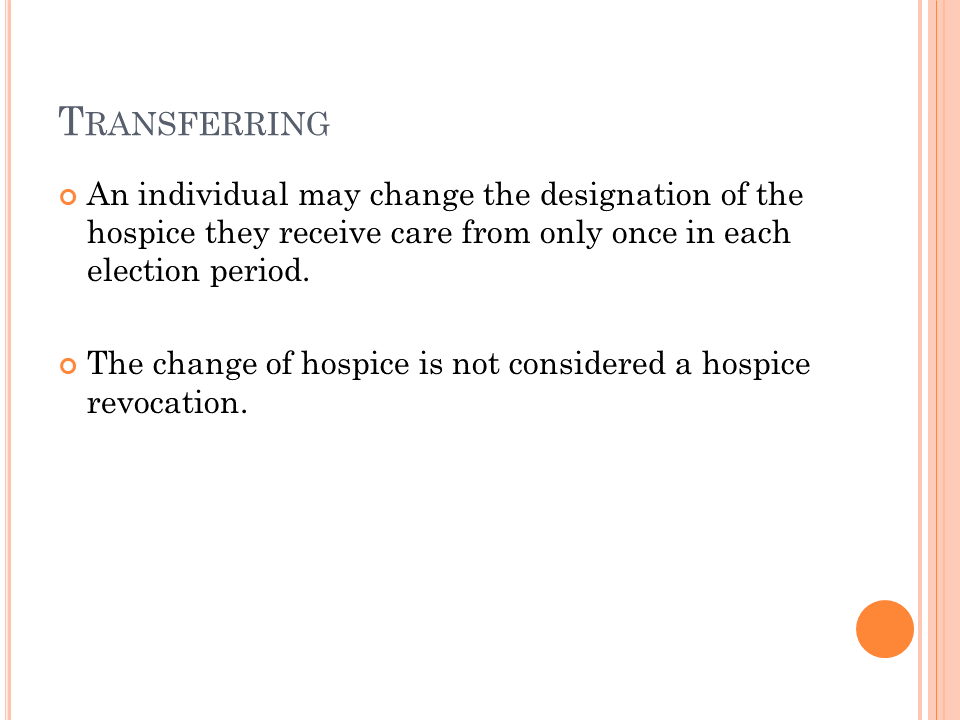 TRANSFERRING
An individual may change the designation of the
hospice they receive care from only once in each
election period.
The change of hospice is not considered a hospice
revocation.